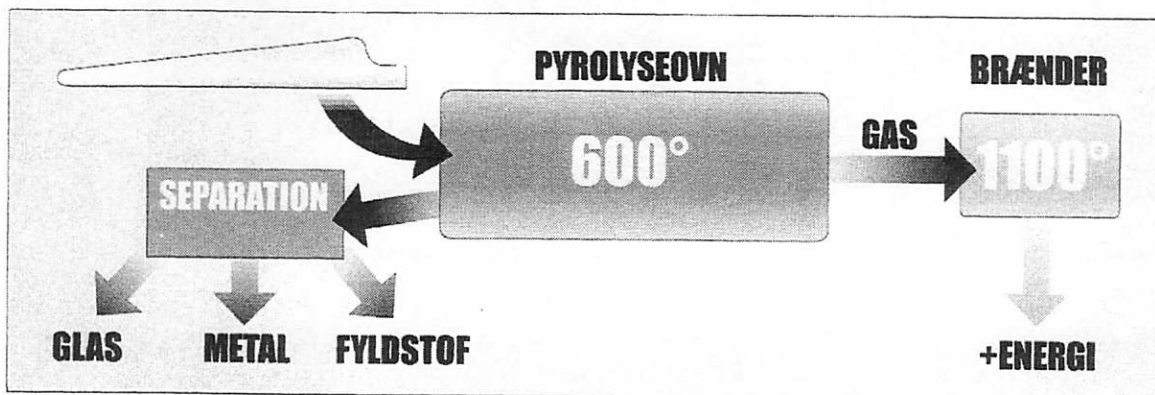 PYROLYSEOVN
BRÆNDER
600°
GAS
1100°
SEPARATION
GLAS
METAL
FYLDSTOF
+ENERGI